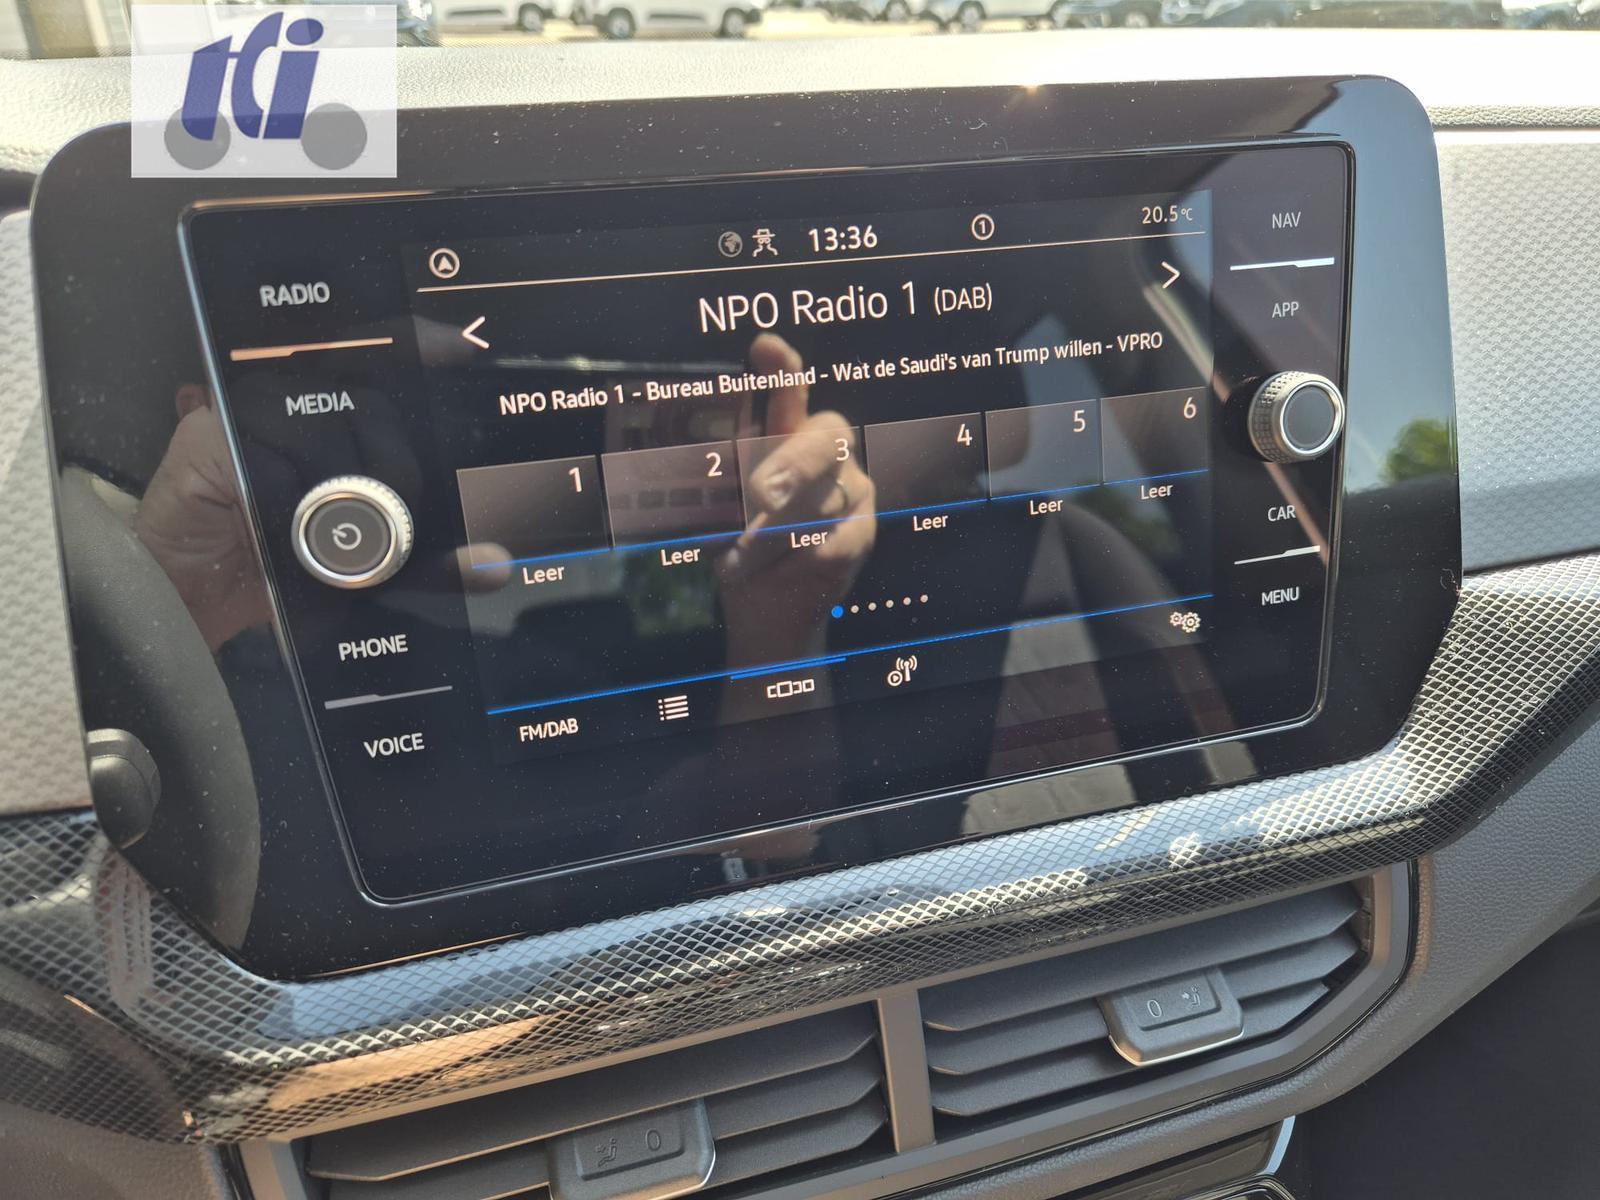 tCi
13:36
1
20.5°C
NPO Radio 1 (DAB)
NPO Radio 1 - Bureau Buitenland - Wat de Saudi's van Trump willen - VPRO
1 2 3 4 5 6
Leer Leer Leer Leer Leer Leer
FM/DAB
RADIO
MEDIA
PHONE
VOICE
NAV
APP
CAR
MENU
0
0